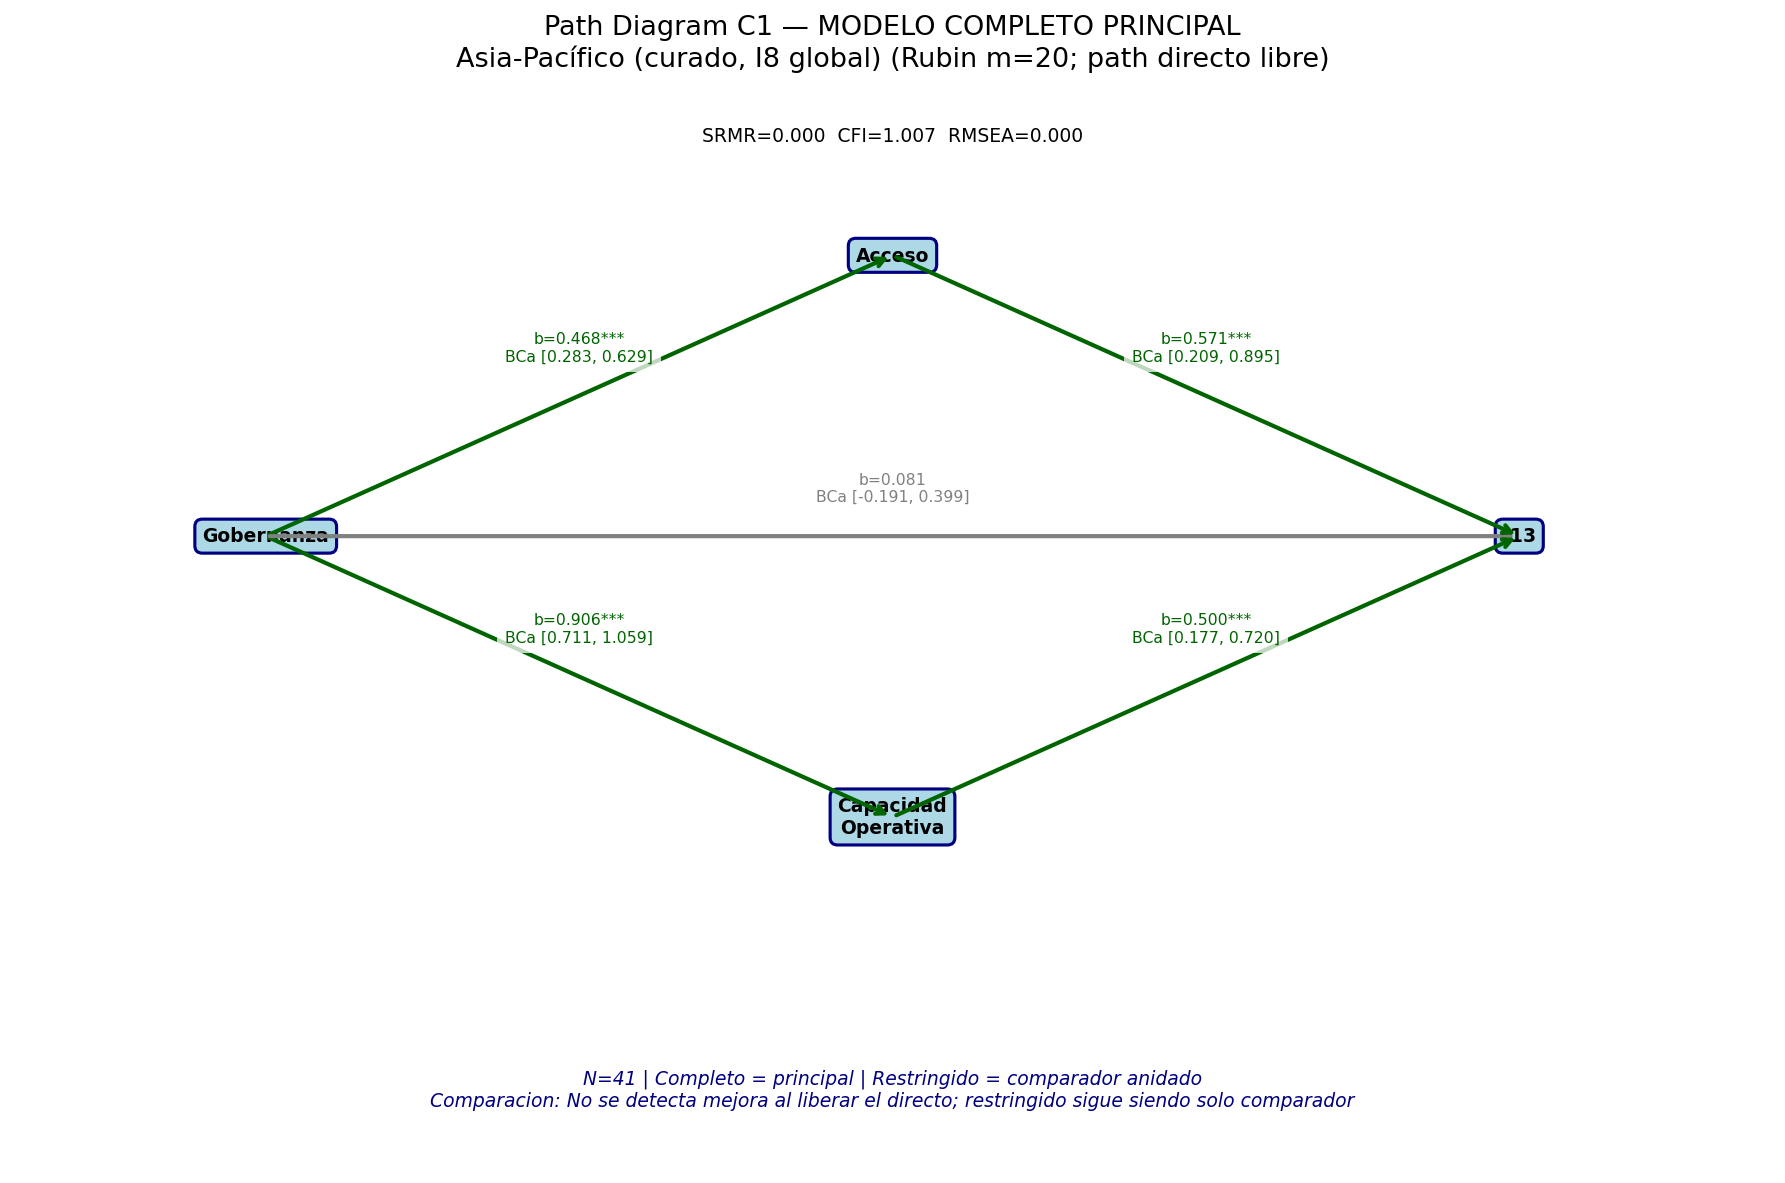 Path Diagram C1 — MODELO COMPLETO PRINCIPAL
Asia-Pacífico (curado, I8 global) (Rubin m=20; path directo libre)
SRMR=0.000 CFI=1.007 RMSEA=0.000
Acceso
b=0.468***
BCa [0.283, 0.629]
b=0.571***
BCa [0.209, 0.895]
b=0.081
BCa [-0.191, 0.399]
Gobernanza
13
b=0.906***
BCa [0.711, 1.059]
b=0.500***
BCa [0.177, 0.720]
Capacidad
Operativa
N=41 | Completo = principal | Restringido = comparador anidado
Comparacion: No se detecta mejora al liberar el directo; restringido sigue siendo solo comparador